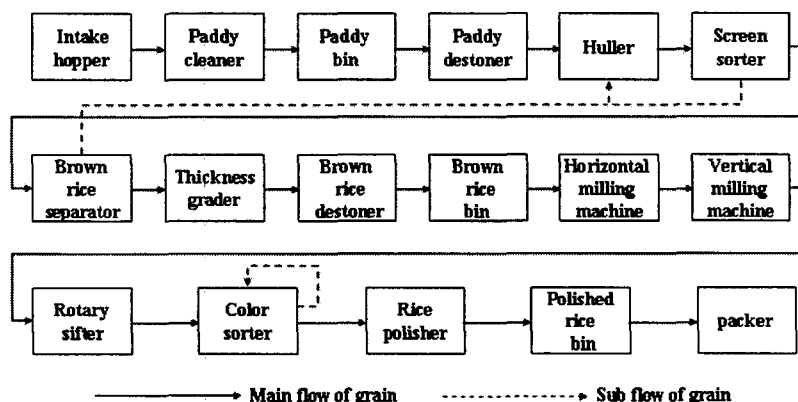 Intake
hopper
Paddy
cleaner
Paddy
bin
Paddy
destoner
Huller
Screen
sorter
Brown
rice
separator
Thickness
grader
Brown
rice
destoner
Brown
rice
bin
Horizontal
milling
machine
Vertical
milling
machine
Rotary
sifter
Color
sorter
Rice
polisher
Polished
rice
bin
packer
Main flow of grain
Sub flow of grain